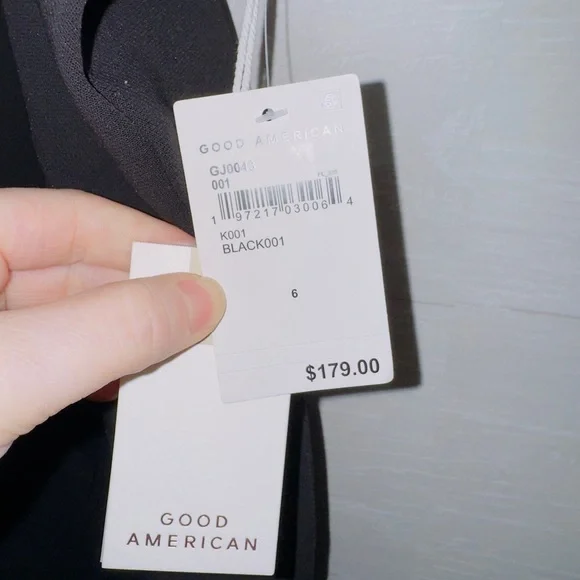 GOOD AMERICAN
GJ004
001
1 97217 03006 4
K001
BLACK001
6
$179.00
GOOD
AMERICAN